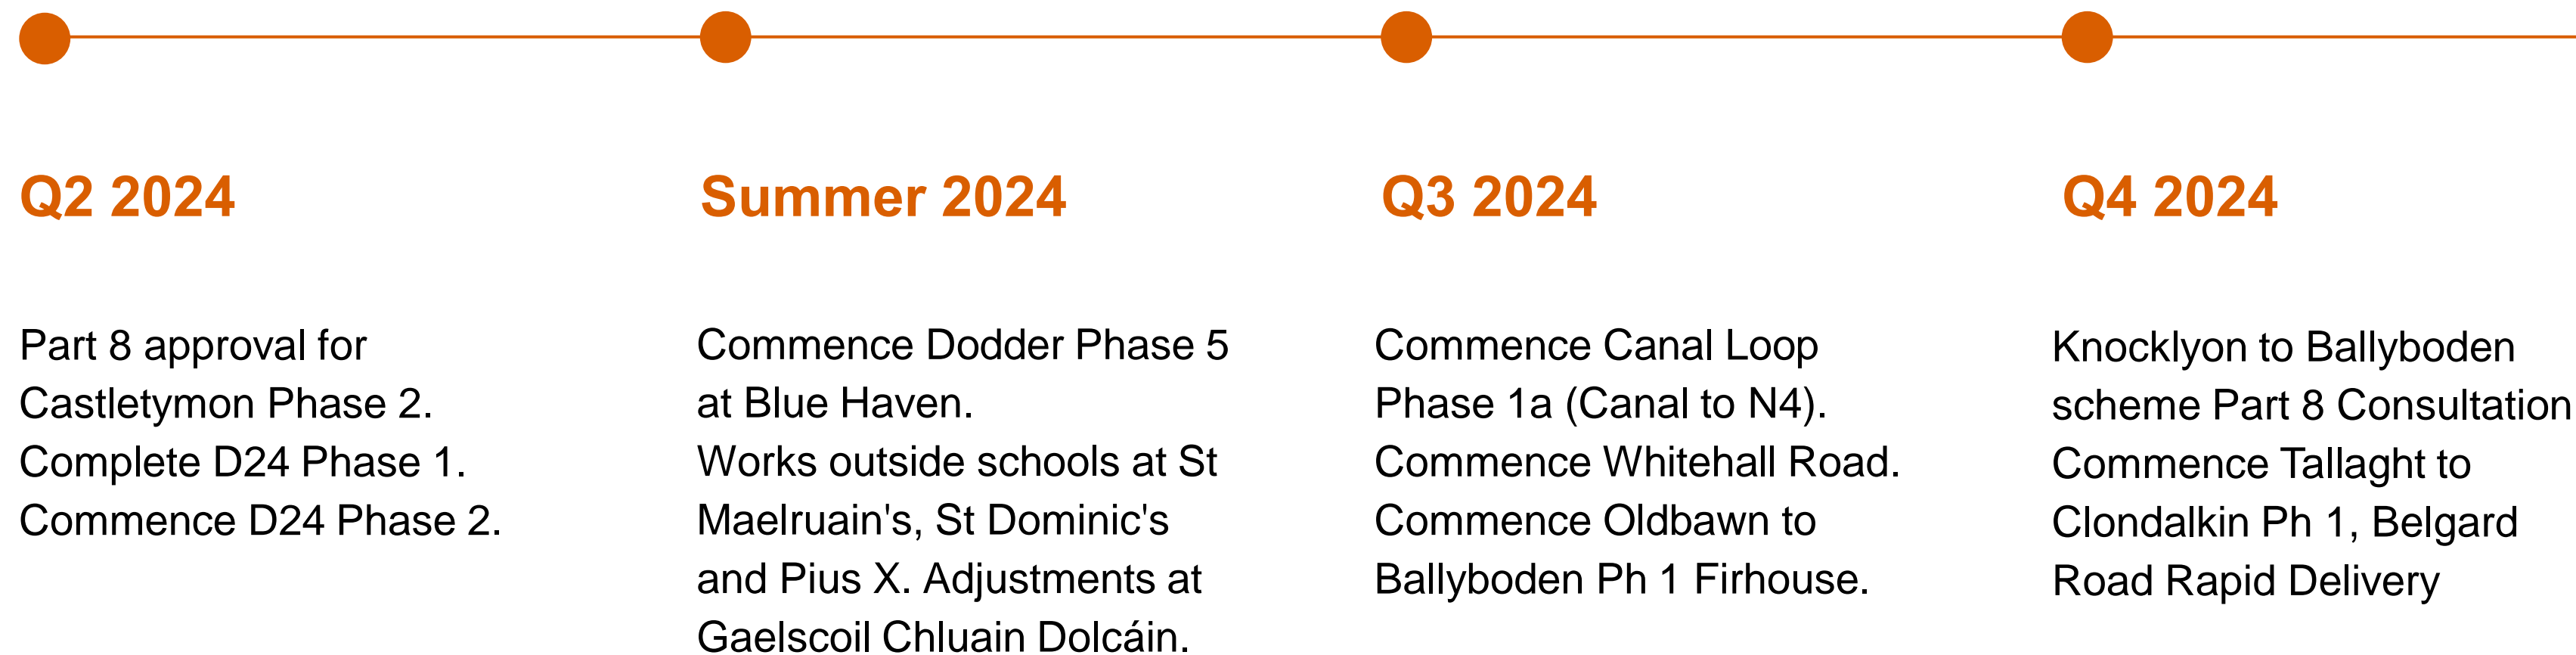 Q2 2024
Part 8 approval for
Castletymon Phase 2.
Complete D24 Phase 1.
Commence D24 Phase 2.
Summer 2024
Commence Dodder Phase 5
at Blue Haven.
Works outside schools at St
Maelruain's, St Dominic's
and Pius X. Adjustments at
Gaelscoil Chluain Dolcáin.
Q3 2024
Commence Canal Loop
Phase 1a (Canal to N4).
Commence Whitehall Road.
Commence Oldbawn to
Ballyboden Ph 1 Firhouse.
Q4 2024
Knocklyon to Ballyboden
scheme Part 8 Consultation
Commence Tallaght to
Clondalkin Ph 1, Belgard
Road Rapid Delivery